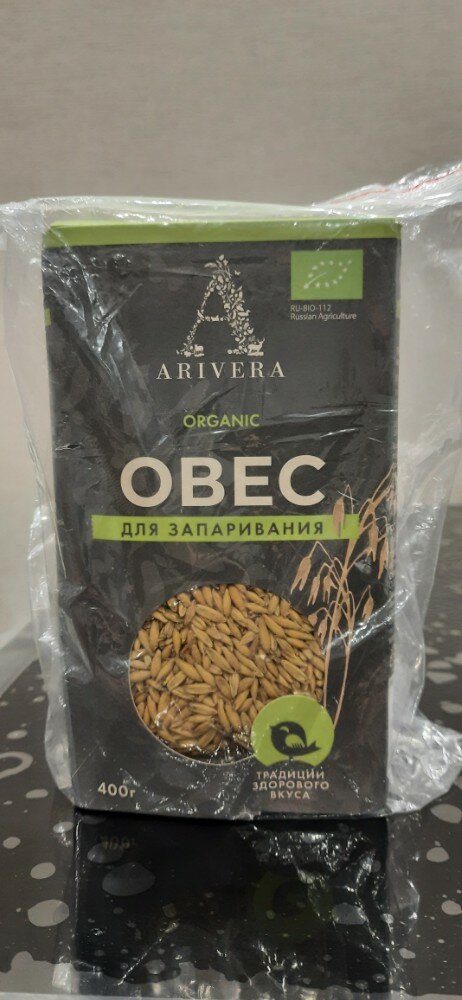 RU-BIO-112
Russian Agriculture
ARIVERA
ORGANIC
ОВЕС
ДЛЯ ЗАПАРИВАНИЯ
400г
ТРАДИЦИИ
ЗДОРОВОГО
ВКУСА